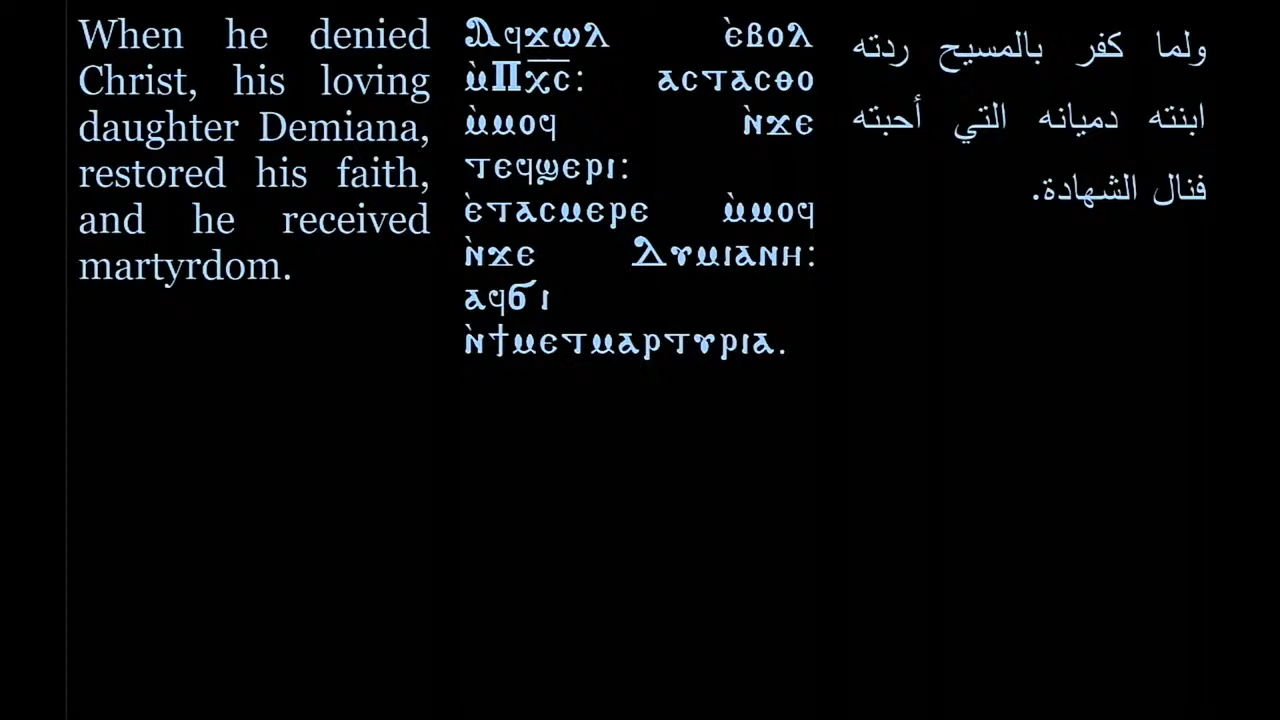 When he denied
Christ, his loving
daughter Demiana,
restored his faith,
and he received
martyrdom.
Ⲁϥϫⲱⲗ ⲉ̀ⲃⲟⲗ
ⲙ̀Ⲡⲭ̅ⲥ̅: ⲁⲥⲧⲁⲥⲑⲟ
ⲙ̀ⲙⲟϥ ⲛ̀ϫⲉ
ⲧⲉϥϣⲉⲣⲓ:
ⲉ̀ⲧⲁⲥⲙⲉⲣⲉ ⲙ̀ⲙⲟϥ
ⲛ̀ϫⲉ Ⲇⲩⲙⲓⲁⲛⲏ:
ⲁϥϭⲓ
ⲛ̀ϯⲙⲉⲧⲙⲁⲣⲧⲩⲣⲓⲁ.
ولما كفر بالمسيح ردته
ابنته دميانه التي أحبته
فنال الشهادة.